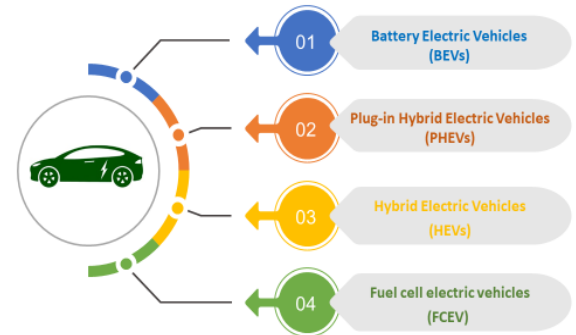 01
Battery Electric Vehicles
(BEVs)
02
Plug-in Hybrid Electric Vehicles
(PHEVs)
03
Hybrid Electric Vehicles
(HEVs)
04
Fuel cell electric vehicles
(FCEV)